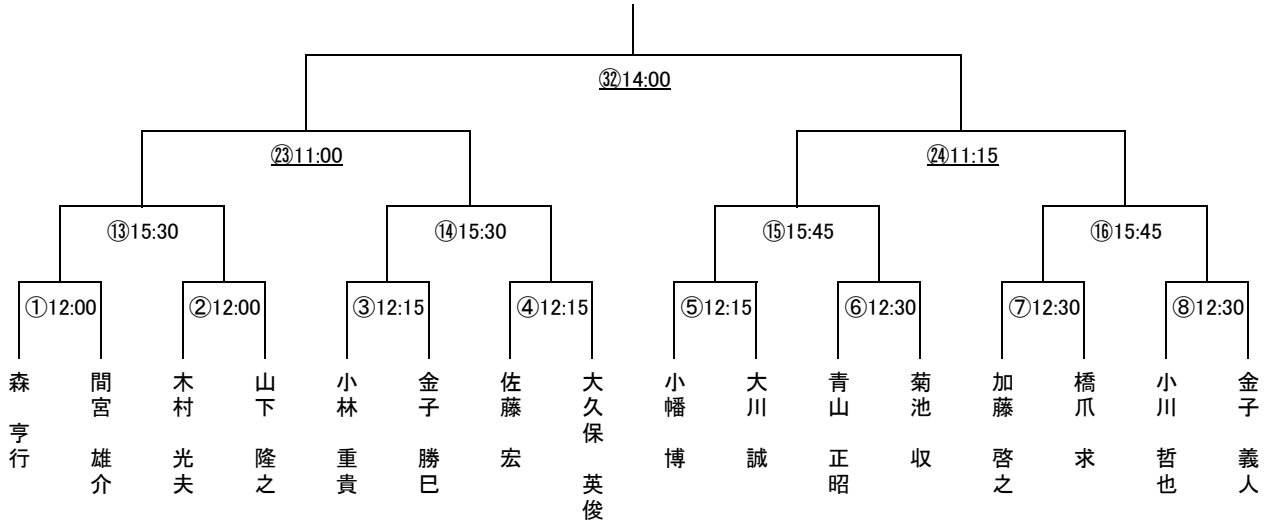 ㉜14:00
㉓11:00
㉔11:15
⑬15:30
⑭15:30
⑮15:45
⑯15:45
①12:00
②12:00
③12:15
④12:15
⑤12:15
⑥12:30
⑦12:30
⑧12:30
森 亨行
間宮 雄介
木村 光夫
山下 隆之
小林 重貴
金子 勝巳
佐藤 宏
大久保 英俊
小幡 博
大川 誠
青山 正昭
菊池 収
加藤 啓之
橋爪 求
小川 哲也
金子 義人